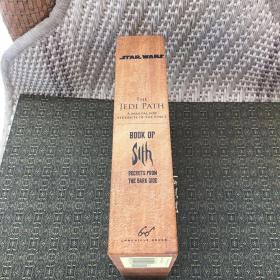 STAR WARS
THE
JEDI PATH
A MANUAL FOR
STUDENTS OF THE FORCE
BOOK OF
Sith
SECRETS FROM
THE DARK SIDE
CHRONICLE BOOKS